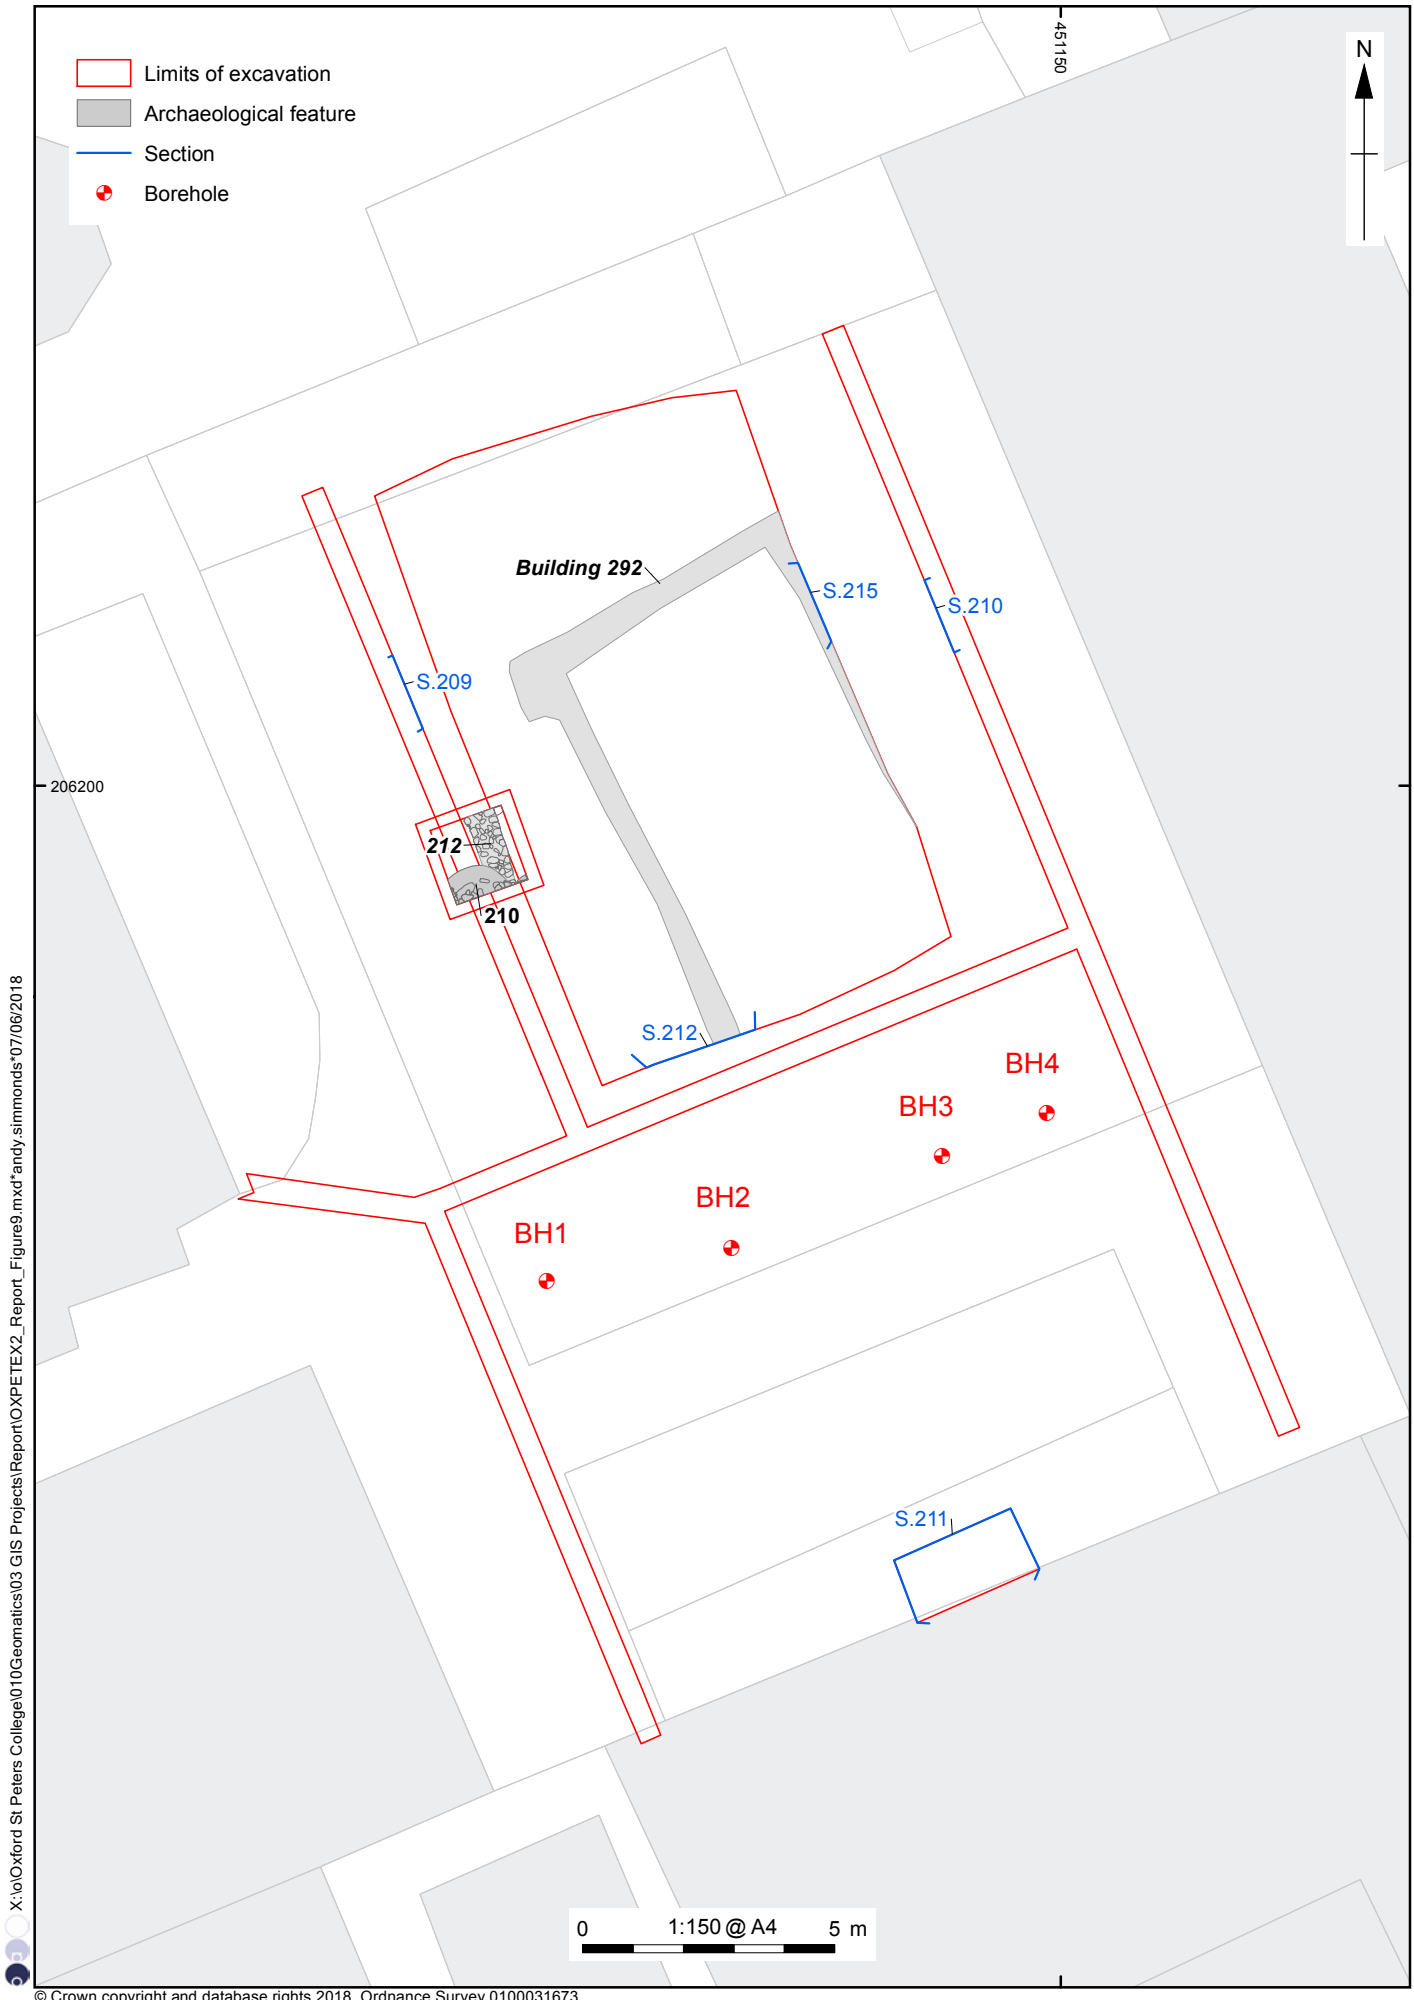 451150
N
Limits of excavation
Archaeological feature
Section
Borehole
Building 292
S.215
S.210
S.209
206200
212
210
S.212
BH4
BH3
BH2
BH1
S.211
0 1:150 @ A4 5 m
X:\o\Oxford St Peters College\010Geomatics\03 GIS Projects\Report\OXPETEX2_Report_Figure9.mxd*andy.simmonds*07/06/2018
© Crown copyright and database rights 2018. Ordnance Survey 0100031673